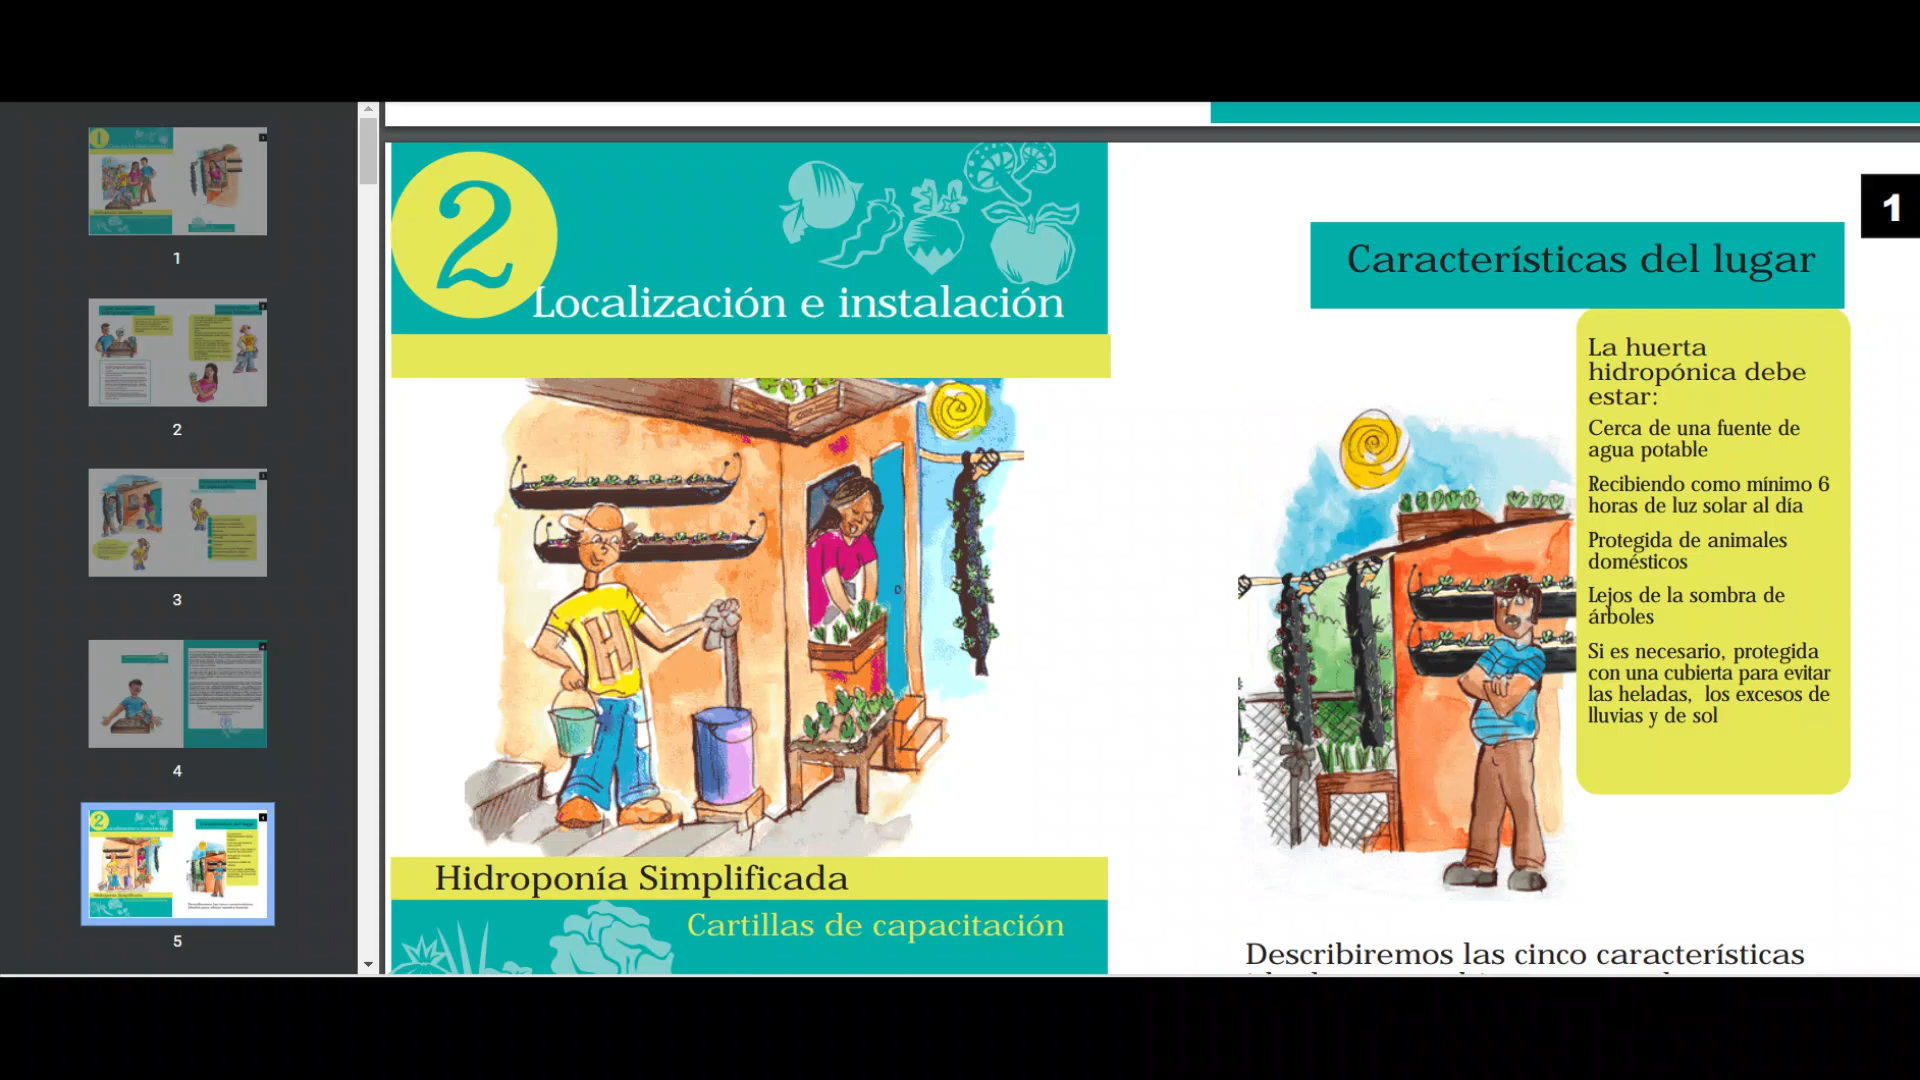 1
2
3
4
5
2
Localización e instalación
H
Hidroponía Simplificada
Cartillas de capacitación
1
Características del lugar
La huerta
hidropónica debe
estar:
Cerca de una fuente de
agua potable
Recibiendo como mínimo 6
horas de luz solar al día
Protegida de animales
domésticos
Lejos de la sombra de
árboles
Si es necesario, protegida
con una cubierta para evitar
las heladas, los excesos de
lluvias y de sol
Describiremos las cinco características